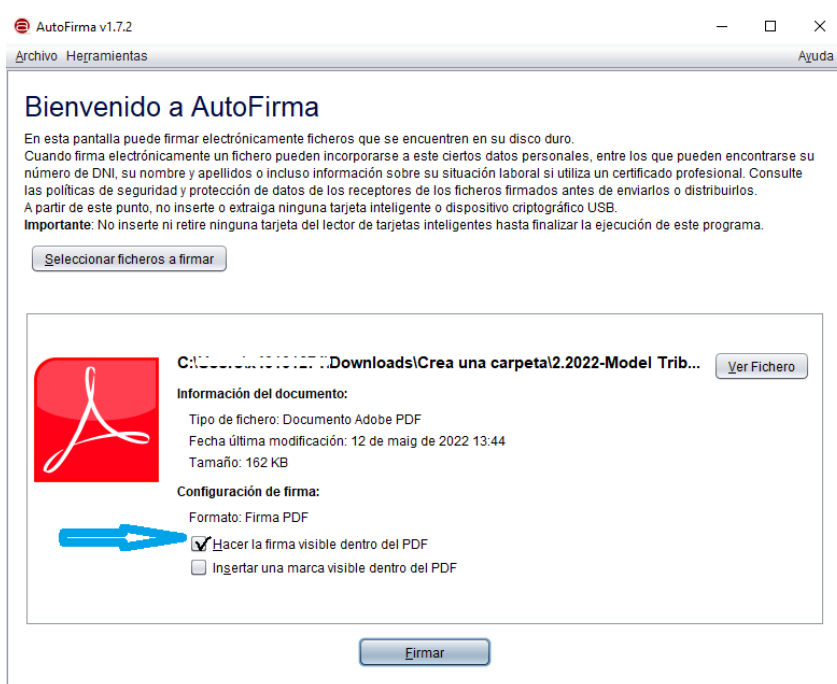 AutoFirma v1.7.2
Archivo Herramientas Ayuda
Bienvenido a AutoFirma
En esta pantalla puede firmar electrónicamente ficheros que se encuentren en su disco duro.
Cuando firma electrónicamente un fichero pueden incorporarse a este ciertos datos personales, entre los que pueden encontrarse su
número de DNI, su nombre y apellidos o incluso información sobre su situación laboral si utiliza un certificado profesional. Consulte
las políticas de seguridad y protección de datos de los receptores de los ficheros firmados antes de enviarlos o distribuirlos.
A partir de este punto, no inserte o extraiga ninguna tarjeta inteligente o dispositivo criptográfico USB.
Importante: No inserte ni retire ninguna tarjeta del lector de tarjetas inteligentes hasta finalizar la ejecución de este programa.
Seleccionar ficheros a firmar
C:\ \Downloads\Crea una carpeta\2.2022-Model Trib...
Ver Fichero
Información del documento:
Tipo de fichero: Documento Adobe PDF
Fecha última modificación: 12 de maig de 2022 13:44
Tamaño: 162 KB
Configuración de firma:
Formato: Firma PDF
Hacer la firma visible dentro del PDF
Insertar una marca visible dentro del PDF
Firmar